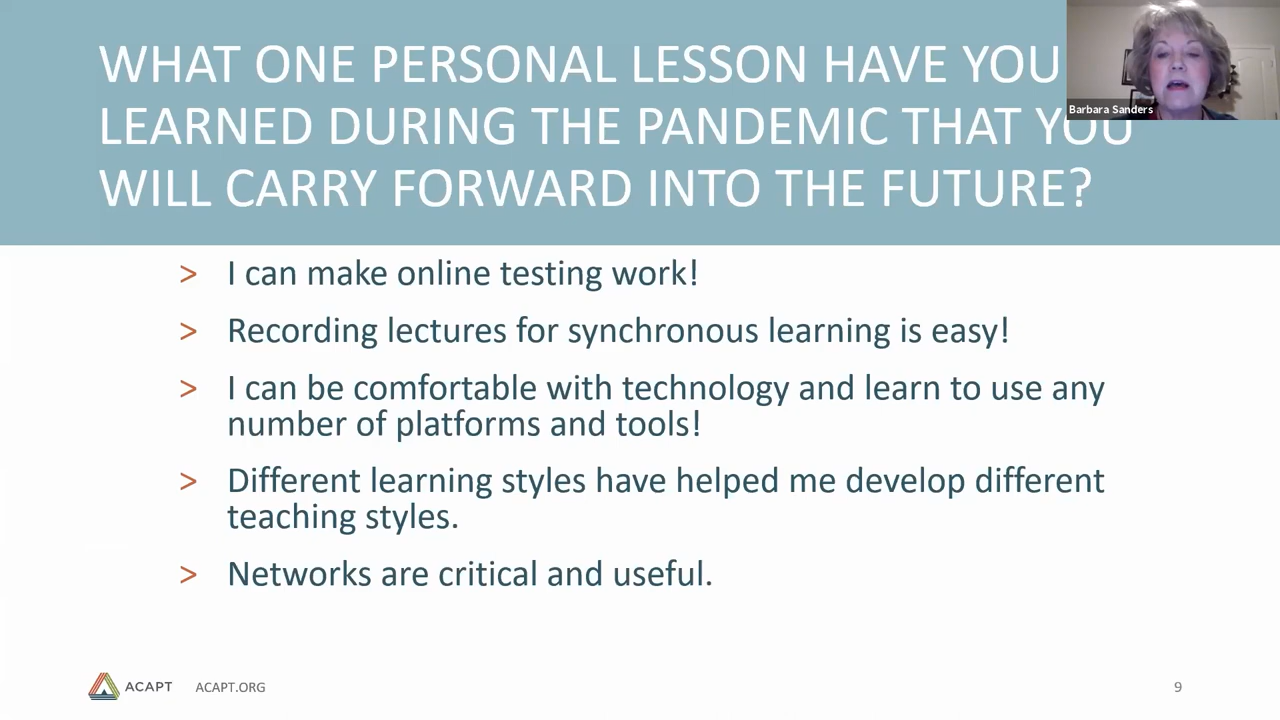 WHAT ONE PERSONAL LESSON HAVE YOU
LEARNED DURING THE PANDEMIC THAT YOU
WILL CARRY FORWARD INTO THE FUTURE?
Barbara Sanders
> I can make online testing work!
> Recording lectures for synchronous learning is easy!
> I can be comfortable with technology and learn to use any
number of platforms and tools!
> Different learning styles have helped me develop different
teaching styles.
> Networks are critical and useful.
ACAPT ACAPT.ORG 9